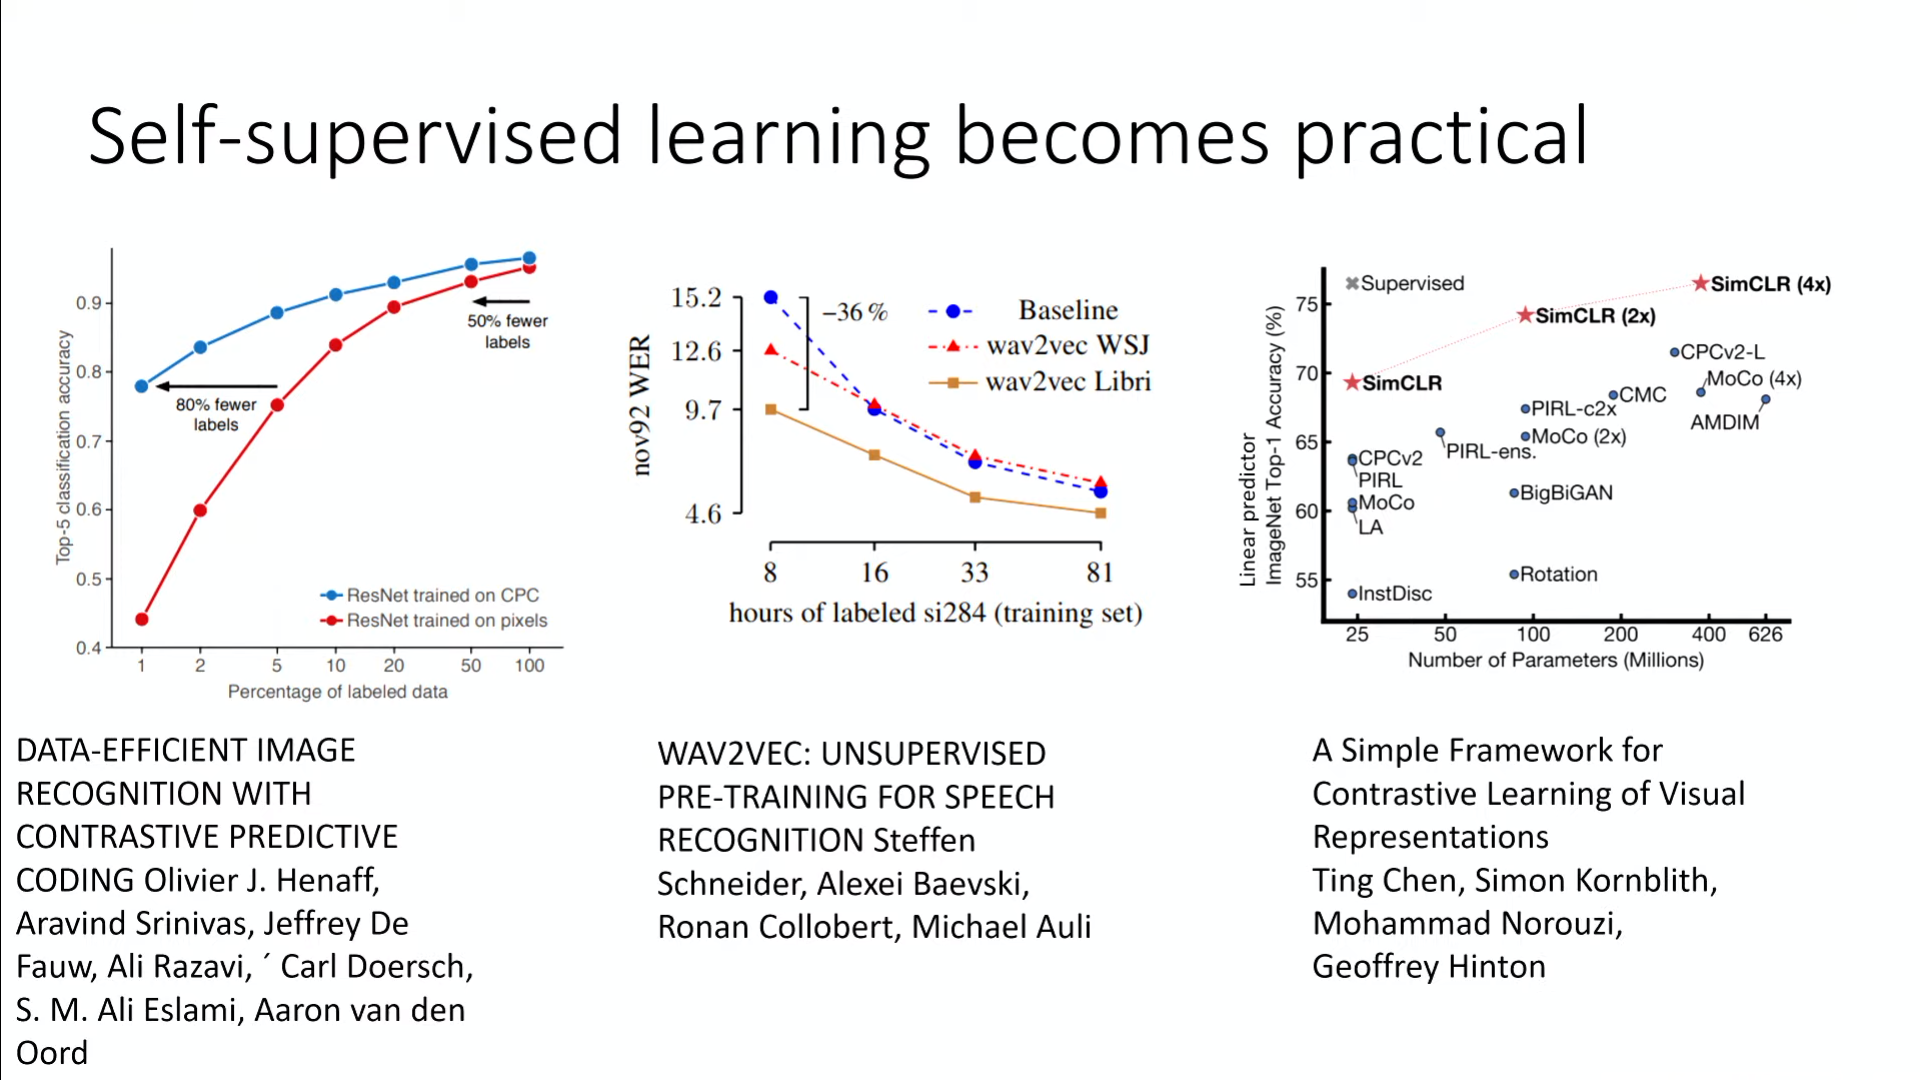 Self-supervised learning becomes practical
0.9
0.8
0.7
0.6
0.5
0.4
Top-5 classification accuracy
50% fewer
labels
80% fewer
labels
ResNet trained on CPC
ResNet trained on pixels
1 2 5 10 20 50 100
Percentage of labeled data
15.2
12.6
9.7
4.6
nov92 WER
−36 %
Baseline
wav2vec WSJ
wav2vec Libri
8 16 33 81
hours of labeled si284 (training set)
75
70
65
60
55
Linear predictor
ImageNet Top-1 Accuracy (%)
Supervised
SimCLR (4x)
SimCLR (2x)
CPCv2-L
SimCLR
MoCo (4x)
CMC
PIRL-c2x
AMDIM
MoCo (2x)
PIRL-ens.
CPCv2
PIRL
BigBiGAN
MoCo
LA
Rotation
InstDisc
25 50 100 200 400 626
Number of Parameters (Millions)
DATA-EFFICIENT IMAGE
RECOGNITION WITH
CONTRASTIVE PREDICTIVE
CODING Olivier J. Henaff,
Aravind Srinivas, Jeffrey De
Fauw, Ali Razavi, ´ Carl Doersch,
S. M. Ali Eslami, Aaron van den
Oord
WAV2VEC: UNSUPERVISED
PRE-TRAINING FOR SPEECH
RECOGNITION Steffen
Schneider, Alexei Baevski,
Ronan Collobert, Michael Auli
A Simple Framework for
Contrastive Learning of Visual
Representations
Ting Chen, Simon Kornblith,
Mohammad Norouzi,
Geoffrey Hinton